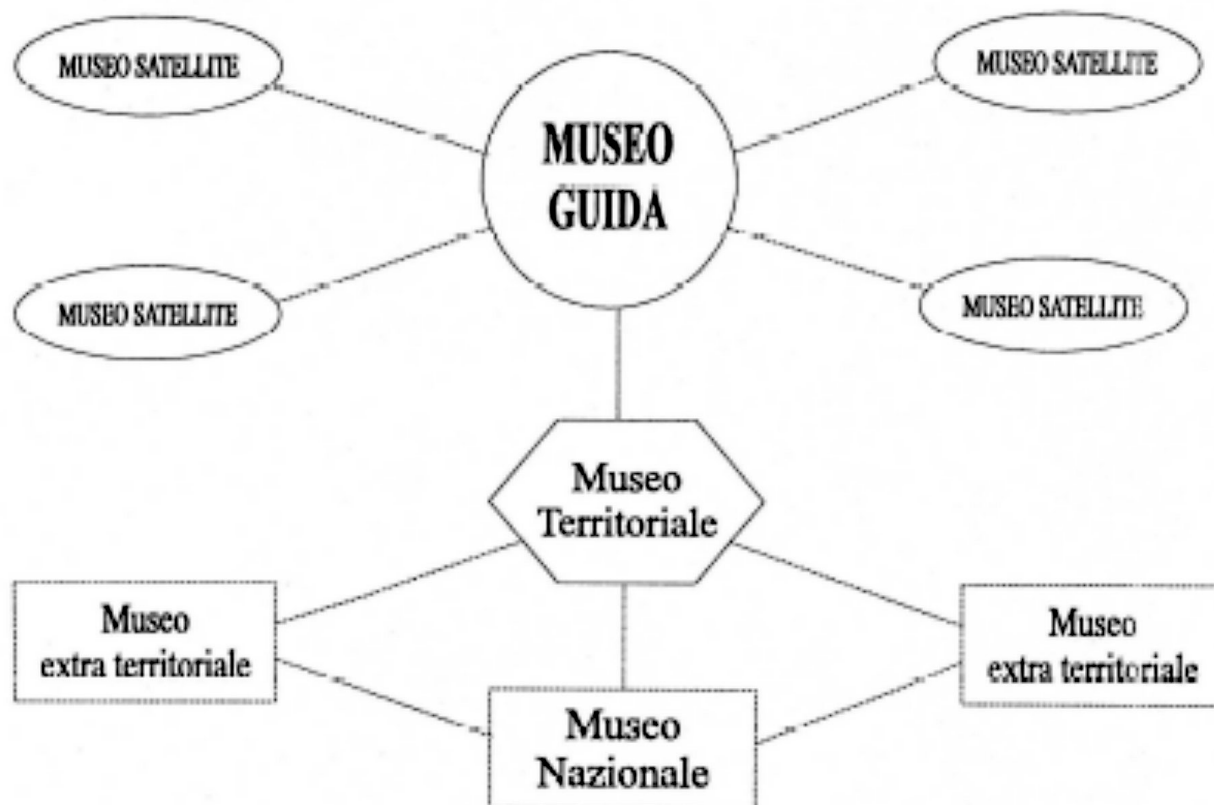 MUSEO SATELLITE
MUSEO SATELLITE
MUSEO
GUIDA
MUSEO SATELLITE
MUSEO SATELLITE
Museo
Territoriale
Museo
extra territoriale
Museo
extra territoriale
Museo
Nazionale